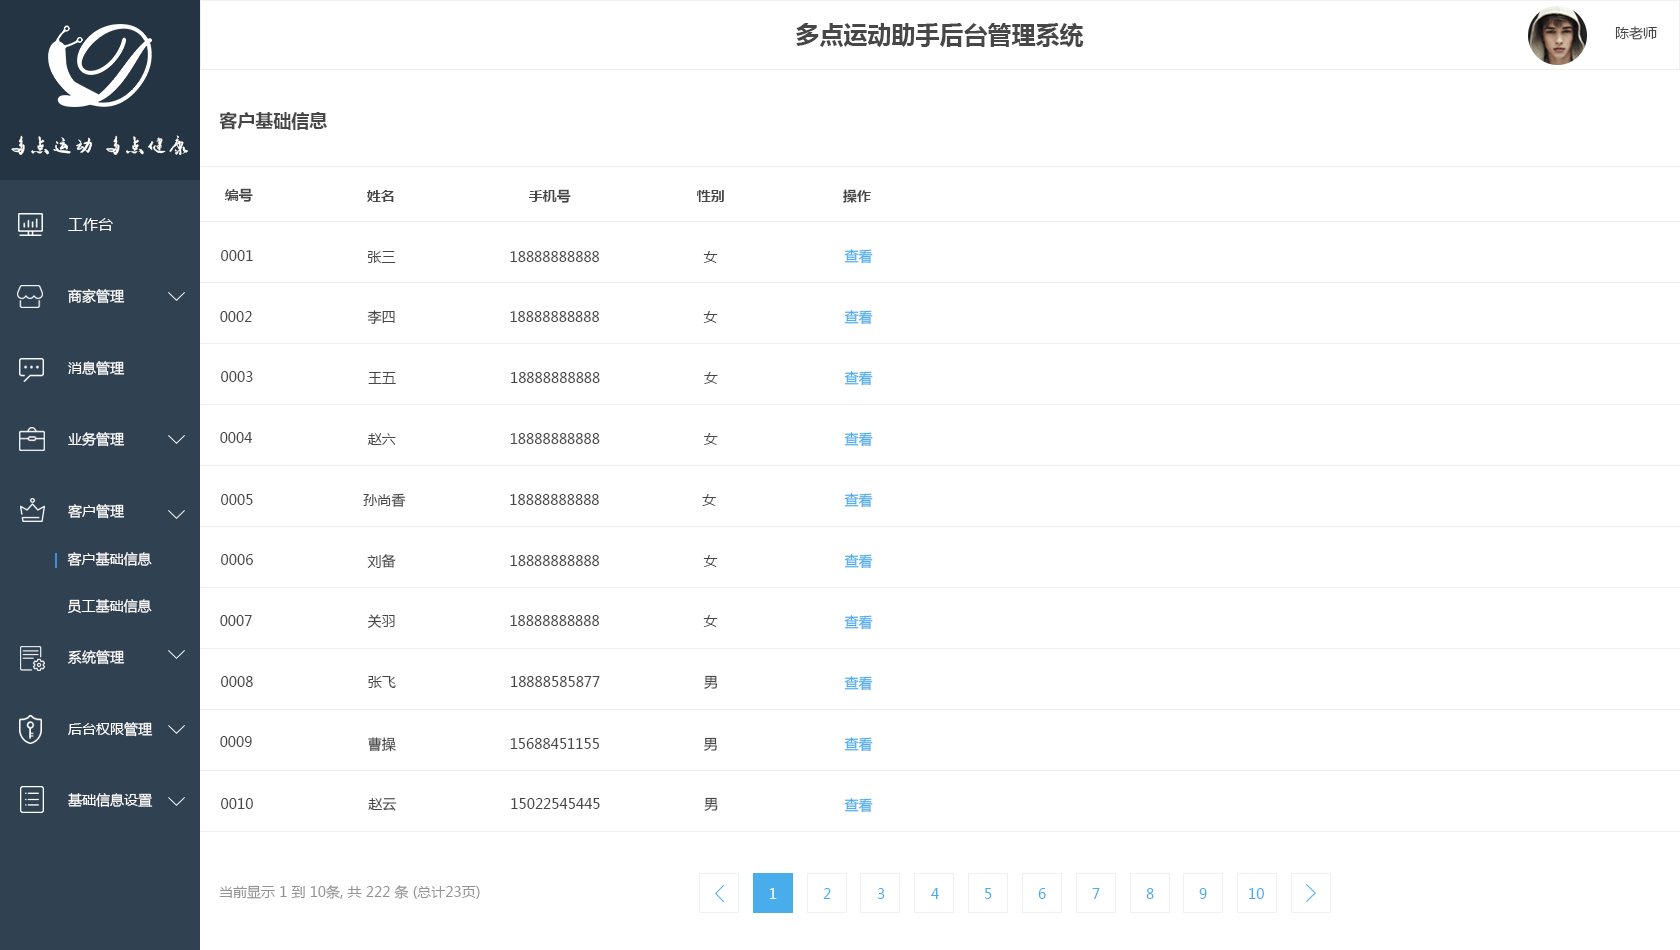 多点运动 多点健康
工作台
商家管理
消息管理
业务管理
客户管理
客户基础信息
员工基础信息
系统管理
后台权限管理
基础信息设置
多点运动助手后台管理系统
陈老师
客户基础信息
编号 姓名 手机号 性别 操作
0001 张三 18888888888 女 查看
0002 李四 18888888888 女 查看
0003 王五 18888888888 女 查看
0004 赵六 18888888888 女 查看
0005 孙尚香 18888888888 女 查看
0006 刘备 18888888888 女 查看
0007 关羽 18888888888 女 查看
0008 张飞 18888585877 男 查看
0009 曹操 15688451155 男 查看
0010 赵云 15022545445 男 查看
当前显示 1 到 10条, 共 222 条 (总计23页) 1 2 3 4 5 6 7 8 9 10